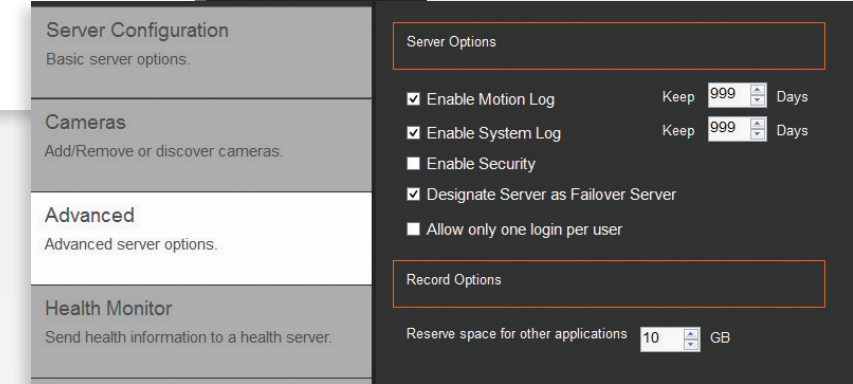 Server Configuration
Basic server options.
Cameras
Add/Remove or discover cameras.
Advanced
Advanced server options.
Health Monitor
Send health information to a health server.
Server Options
Enable Motion Log Keep 999 Days
Enable System Log Keep 999 Days
Enable Security
Designate Server as Failover Server
Allow only one login per user
Record Options
Reserve space for other applications 10 GB